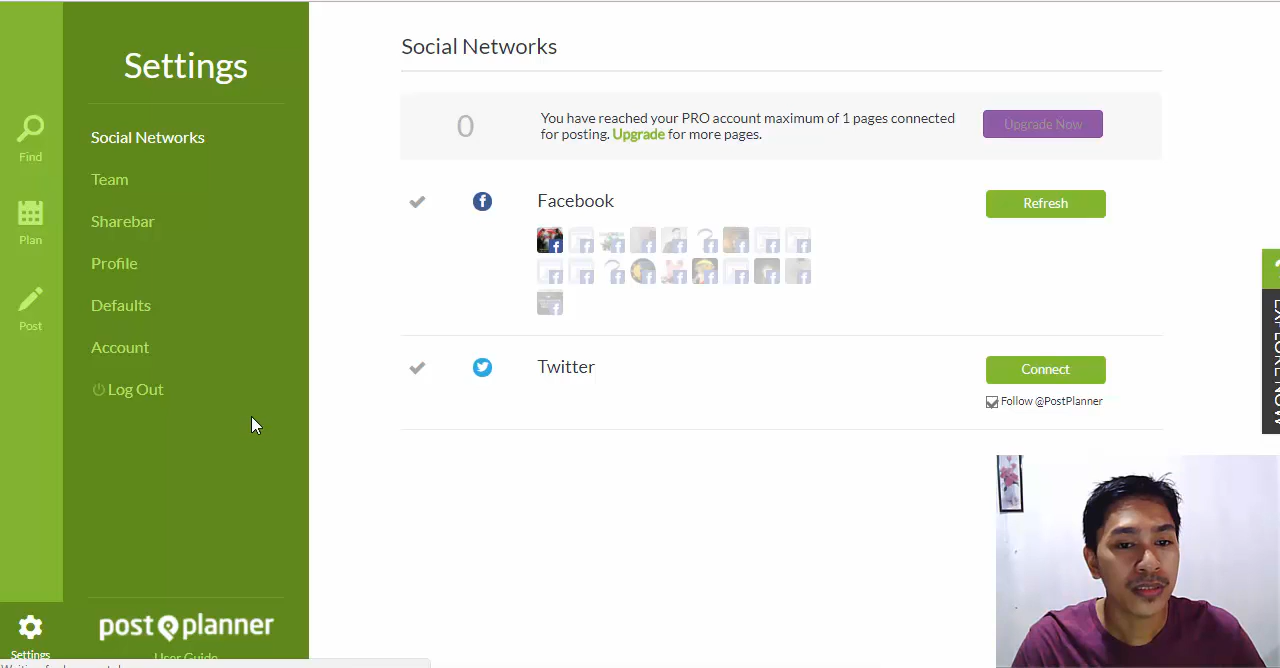 Settings
Social Networks
Team
Sharebar
Profile
Defaults
Account
Log Out
Find
Plan
Post
Settings
post planner
User Guide
Social Networks
0
You have reached your PRO account maximum of 1 pages connected
for posting. Upgrade for more pages.
Upgrade Now
Facebook
Refresh
Twitter
Connect
Follow @PostPlanner
EXPLORE NOW